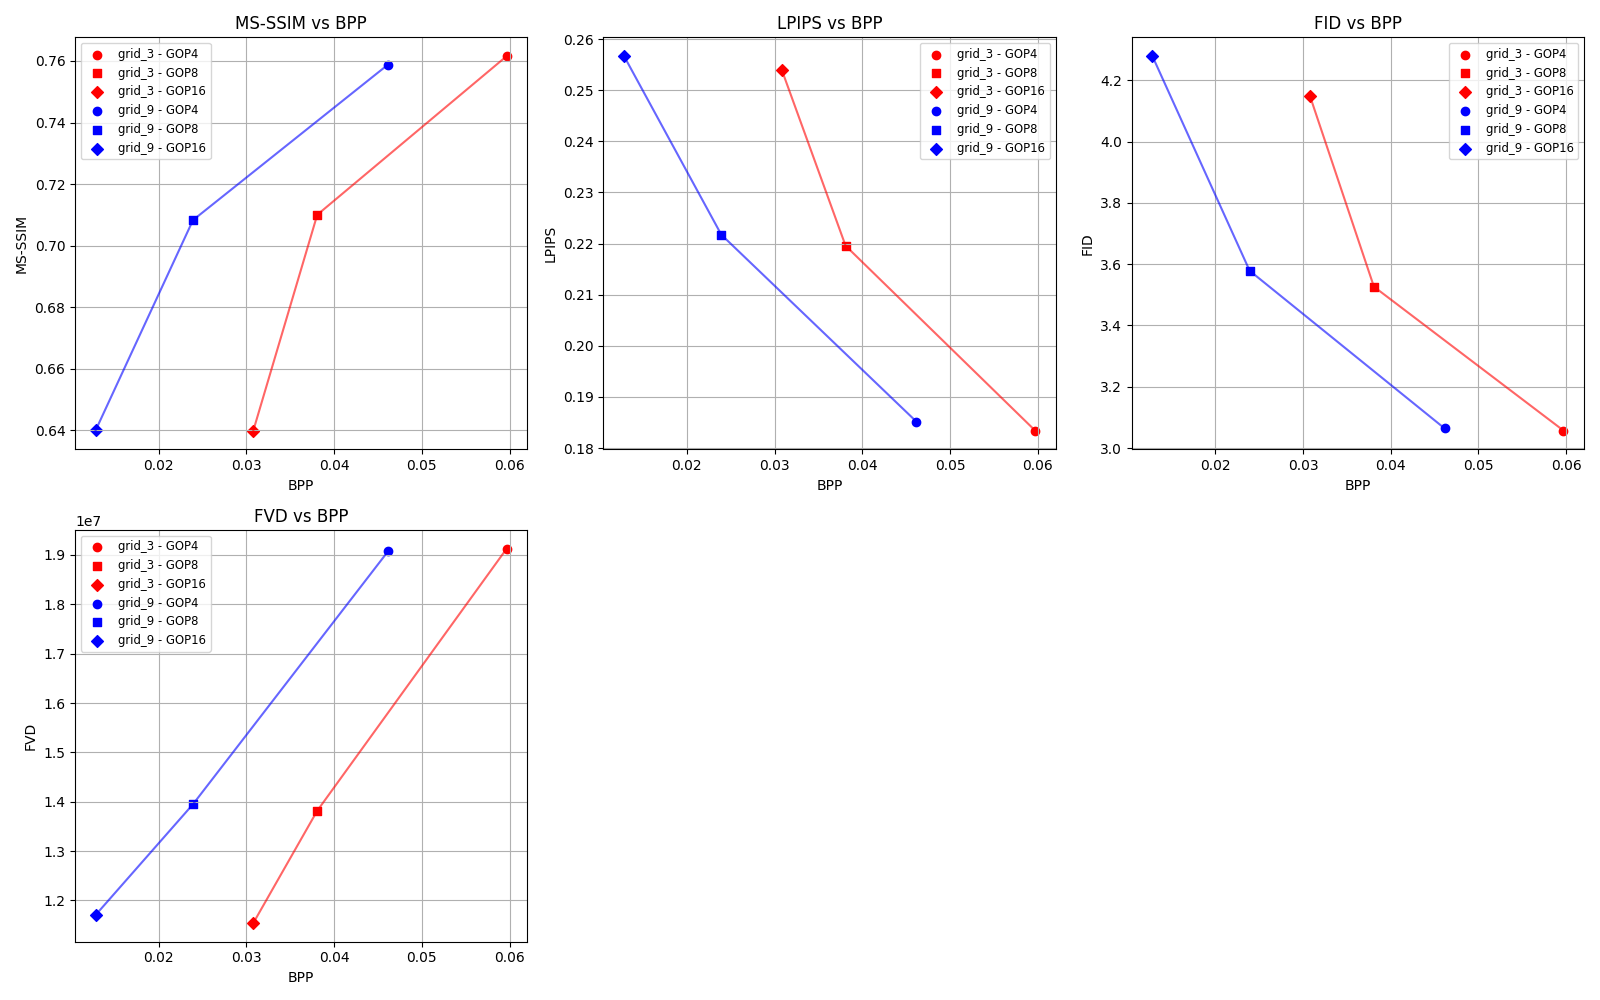 MS-SSIM vs BPP
MS-SSIM
0.76
0.74
0.72
0.70
0.68
0.66
0.64
grid_3 - GOP4
grid_3 - GOP8
grid_3 - GOP16
grid_9 - GOP4
grid_9 - GOP8
grid_9 - GOP16
0.02 0.03 0.04 0.05 0.06
BPP
LPIPS vs BPP
LPIPS
0.26
0.25
0.24
0.23
0.22
0.21
0.20
0.19
0.18
grid_3 - GOP4
grid_3 - GOP8
grid_3 - GOP16
grid_9 - GOP4
grid_9 - GOP8
grid_9 - GOP16
0.02 0.03 0.04 0.05 0.06
BPP
FID vs BPP
FID
4.2
4.0
3.8
3.6
3.4
3.2
3.0
grid_3 - GOP4
grid_3 - GOP8
grid_3 - GOP16
grid_9 - GOP4
grid_9 - GOP8
grid_9 - GOP16
0.02 0.03 0.04 0.05 0.06
BPP
FVD vs BPP
1e7
FVD
1.9
1.8
1.7
1.6
1.5
1.4
1.3
1.2
grid_3 - GOP4
grid_3 - GOP8
grid_3 - GOP16
grid_9 - GOP4
grid_9 - GOP8
grid_9 - GOP16
0.02 0.03 0.04 0.05 0.06
BPP